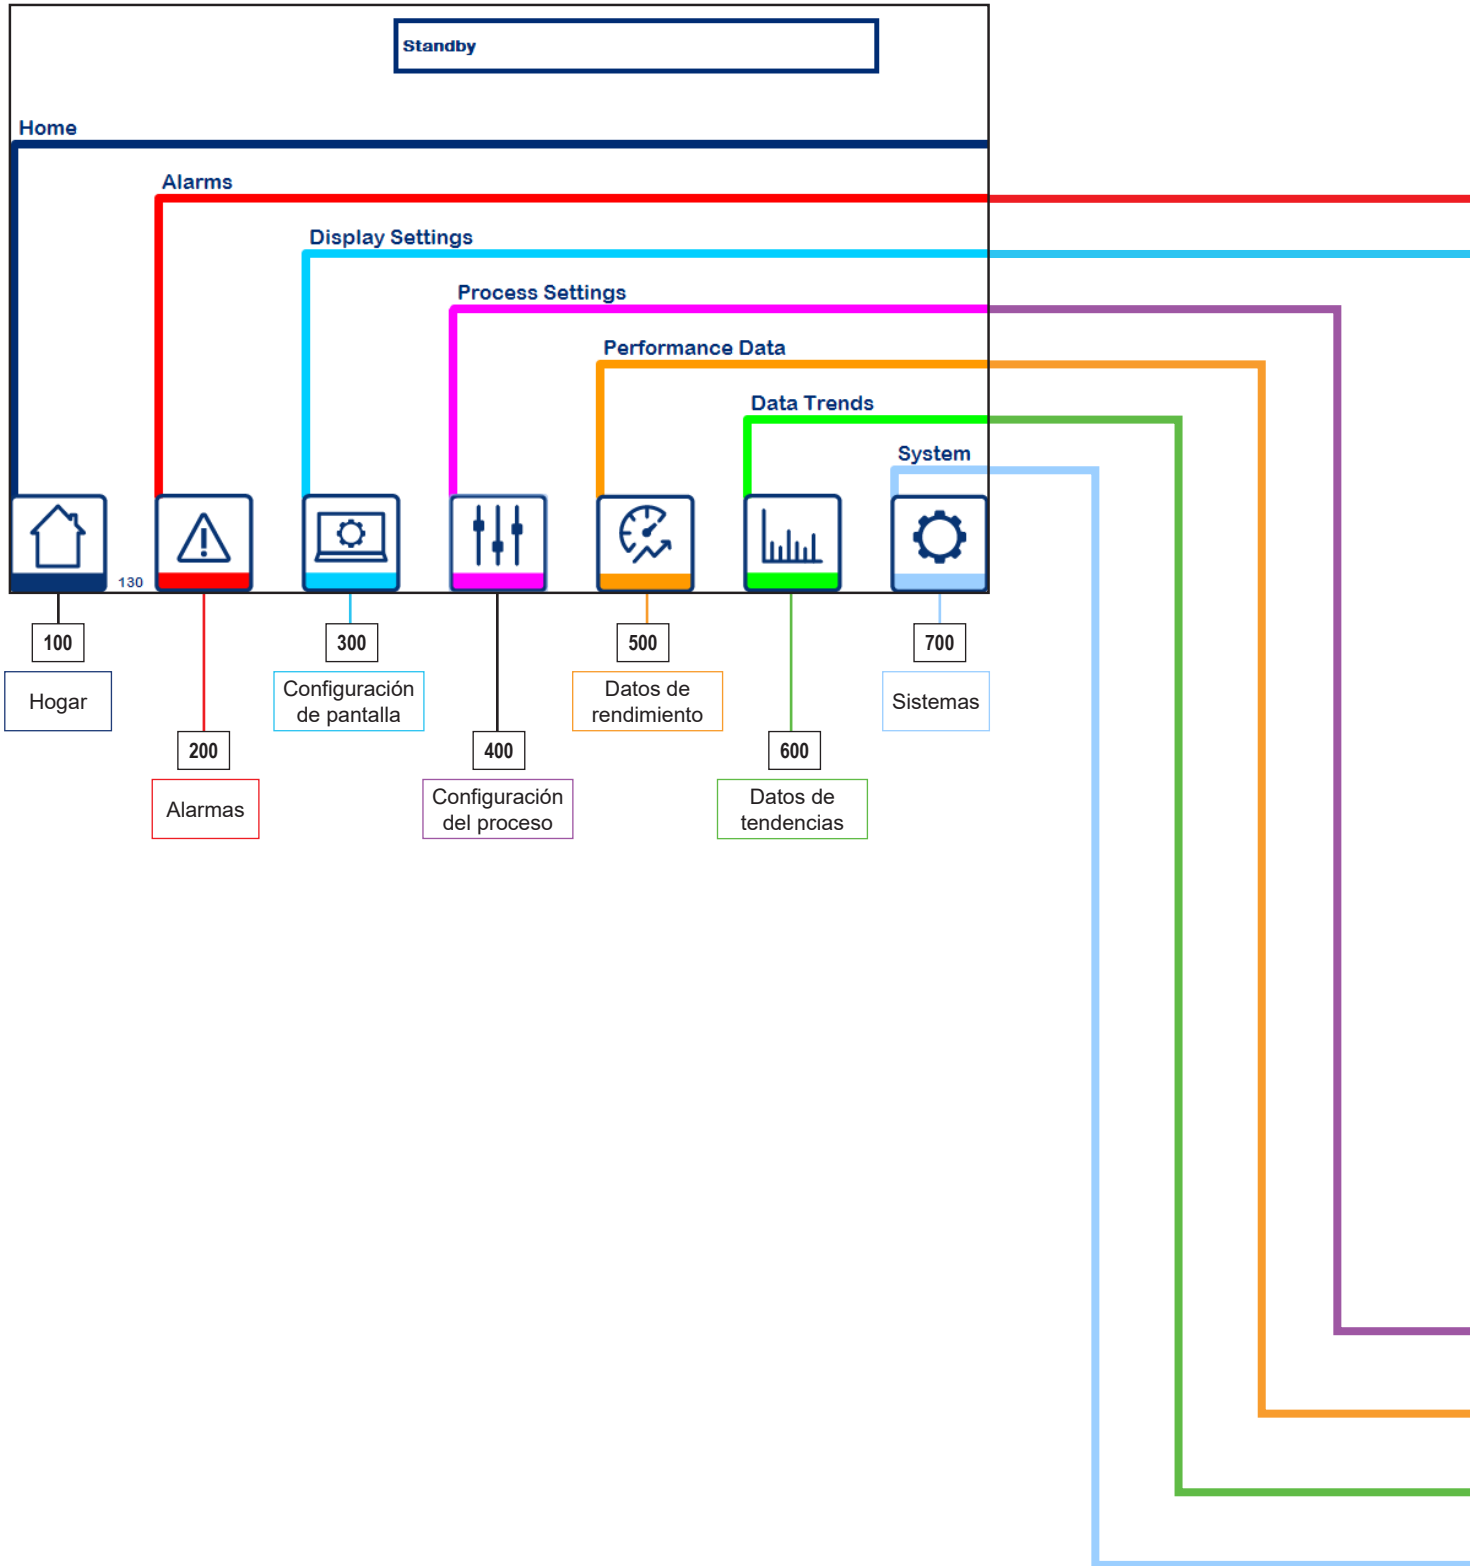 Standby
Home
Alarms
Display Settings
Process Settings
Performance Data
Data Trends
System
130
100
300
500
700
Hogar
Configuración
de pantalla
Datos de
rendimiento
Sistemas
200
400
600
Alarmas
Configuración
del proceso
Datos de
tendencias